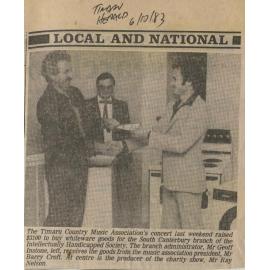 TIMARU
HERALD 6/12/83
LOCAL AND NATIONAL
The Timaru Country Music Association's concert last weekend raised
$2100 to buy whiteware goods for the South Canterbury branch of the
Intellectually Handicapped Society. The branch administrator, Mr Geoff
Instone, left, receives the goods from the music association president, Mr
Barry Croft. At centre is the producer of the charity show, Mr Ray
Nelson.